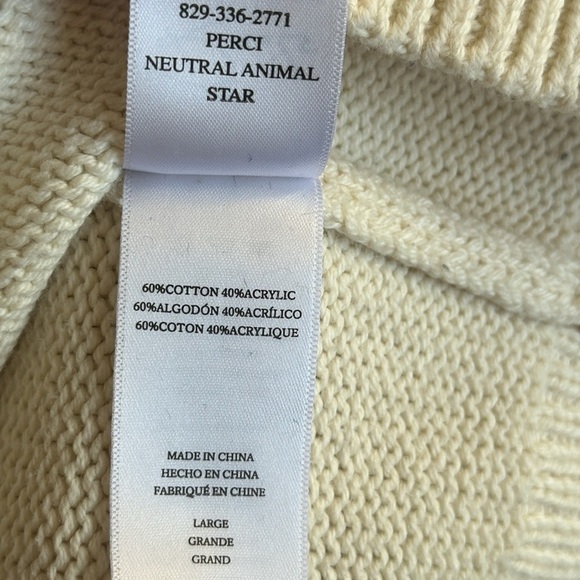 829-336-2771
PERCI
NEUTRAL ANIMAL
STAR
60%COTTON 40%ACRYLIC
60%ALGODÓN 40%ACRÍLICO
60%COTON 40%ACRYLIQUE
MADE IN CHINA
HECHO EN CHINA
FABRIQUÉ EN CHINE
LARGE
GRANDE
GRAND